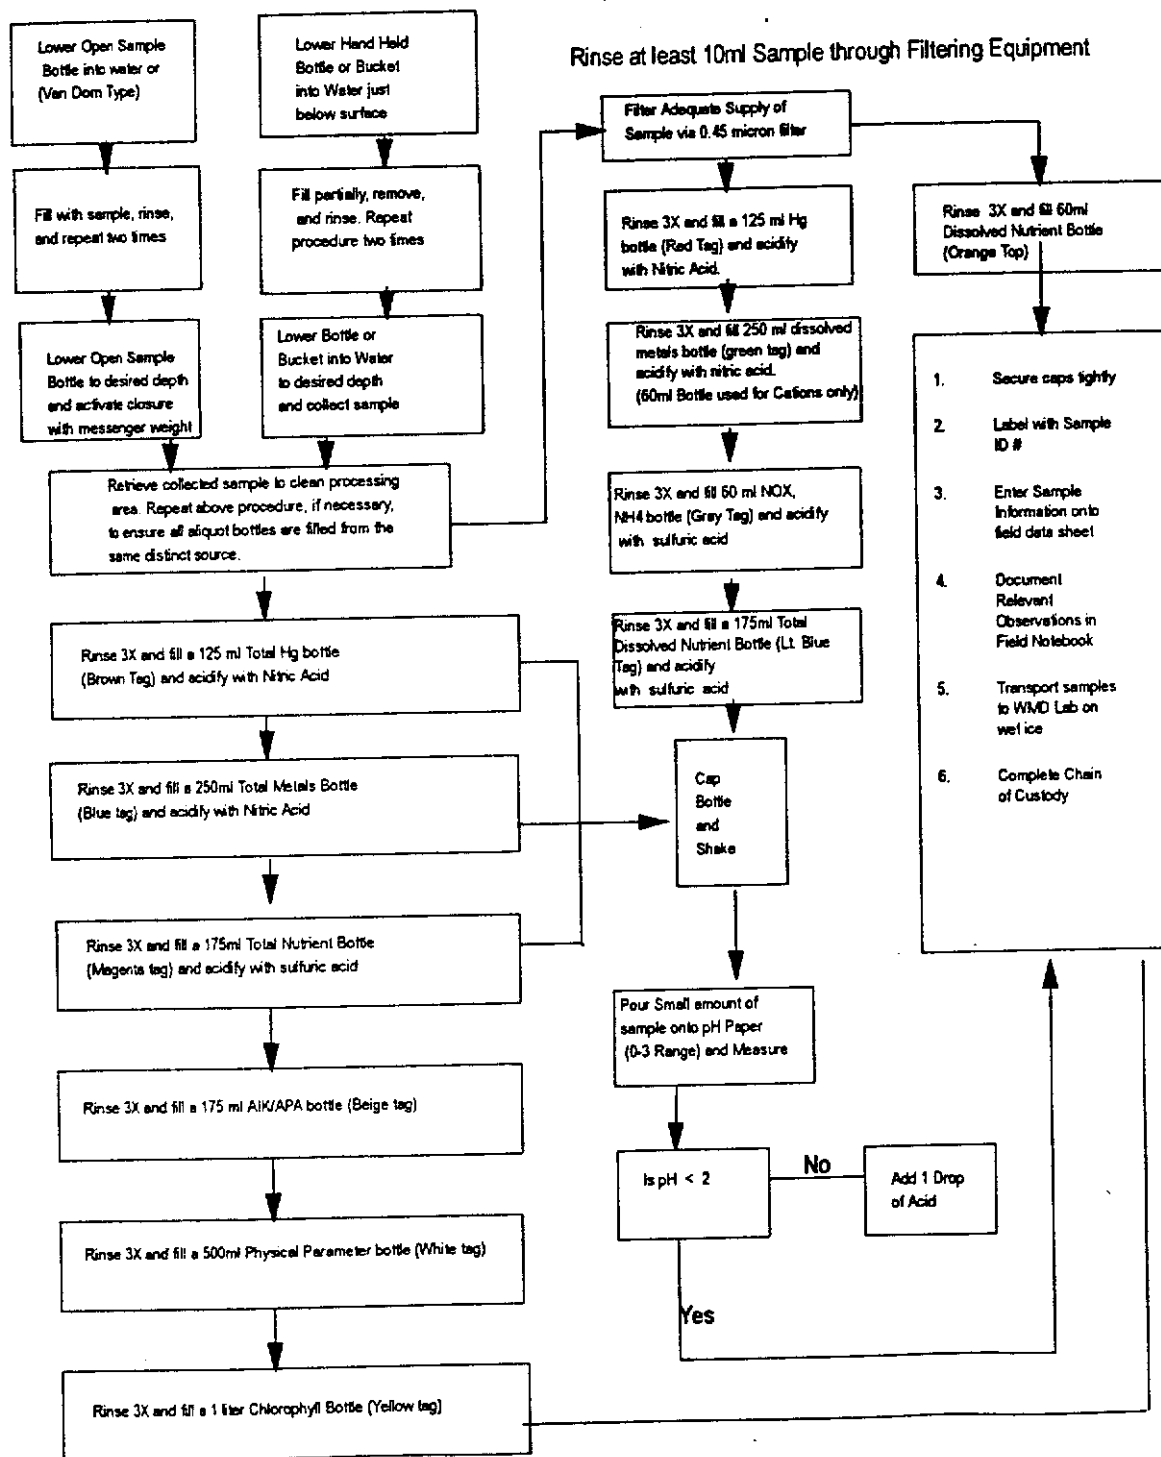 Lower Open Sample
Bottle into water or
(Van Dorn Type)
Fill with sample, rinse,
and repeat two times
Lower Open Sample
Bottle to desired depth
and activate closure
with messenger weight
Lower Hand Held
Bottle or Bucket
into Water just
below surface
Fill partially, remove,
and rinse. Repeat
procedure two times
Lower Bottle or
Bucket into Water
to desired depth
and collect sample
Retrieve collected sample to clean processing
area. Repeat above procedure, if necessary,
to ensure all aliquot bottles are filled from the
same distinct source.
Rinse 3X and fill a 125 ml Total Hg bottle
(Brown Tag) and acidify with Nitric Acid
Rinse 3X and fill a 250ml Total Metals Bottle
(Blue tag) and acidify with Nitric Acid
Rinse 3X and fill a 175ml Total Nutrient Bottle
(Magenta tag) and acidify with sulfuric acid
Rinse 3X and fill a 175 ml AlK/APA bottle (Beige tag)
Rinse 3X and fill a 500ml Physical Parameter bottle (White tag)
Rinse 3X and fill a 1 liter Chlorophyll Bottle (Yellow tag)
Rinse at least 10ml Sample through Filtering Equipment
Filter Adequate Supply of
Sample via 0.45 micron filter
Rinse 3X and fill a 125 ml Hg
bottle (Red Tag) and acidify
with Nitric Acid.
Rinse 3X and fill 250 ml dissolved
metals bottle (green tag) and
acidify with nitric acid.
(60ml Bottle used for Cations only)
Rinse 3X and fill 60 ml NOX,
NH4 bottle (Gray Tag) and acidify
with sulfuric acid
Rinse 3X and fill a 175ml Total
Dissolved Nutrient Bottle (Lt. Blue
Tag) and acidify
with sulfuric acid
Cap
Bottle
and
Shake
Pour Small amount of
sample onto pH Paper
(0-3 Range) and Measure
Is pH < 2
No
Add 1 Drop
of Acid
Yes
Rinse 3X and fill 60ml
Dissolved Nutrient Bottle
(Orange Top)
1. Secure caps tightly
2. Label with Sample
ID #
3. Enter Sample
Information onto
field data sheet
4. Document
Relevant
Observations in
Field Notebook
5. Transport samples
to WMD Lab on
wet ice
6. Complete Chain
of Custody